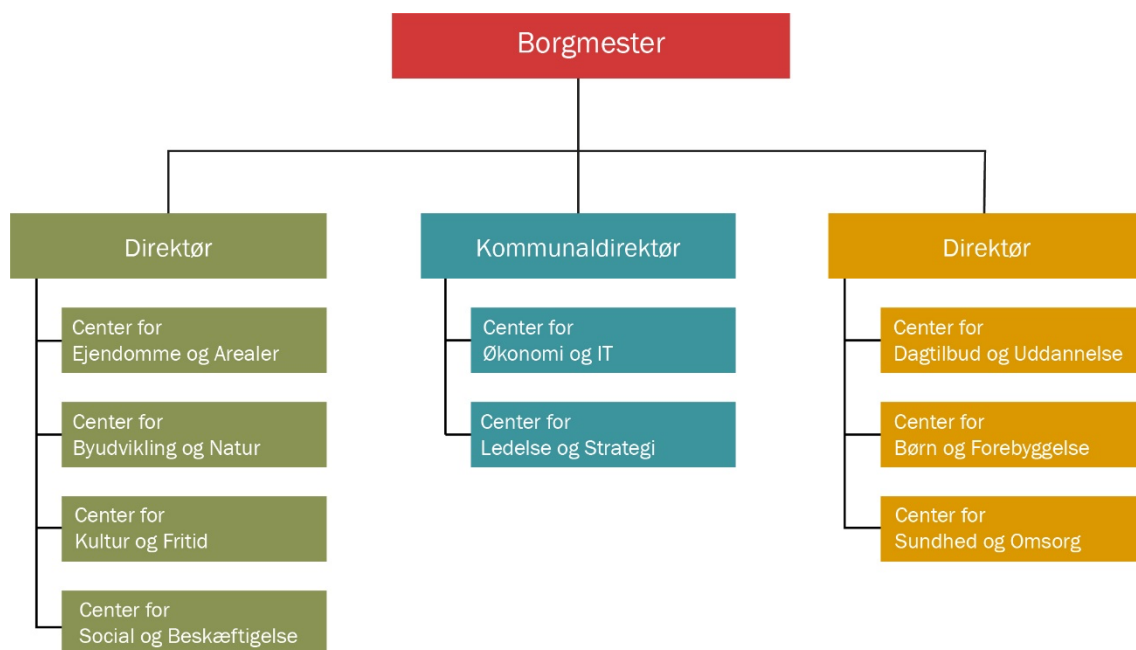 Borgmester
Direktør
Center for
Ejendomme og Arealer
Center for
Byudvikling og Natur
Center for
Kultur og Fritid
Center for
Social og Beskæftigelse
Kommunaldirektør
Center for
Økonomi og IT
Center for
Ledelse og Strategi
Direktør
Center for
Dagtilbud og Uddannelse
Center for
Børn og Forebyggelse
Center for
Sundhed og Omsorg